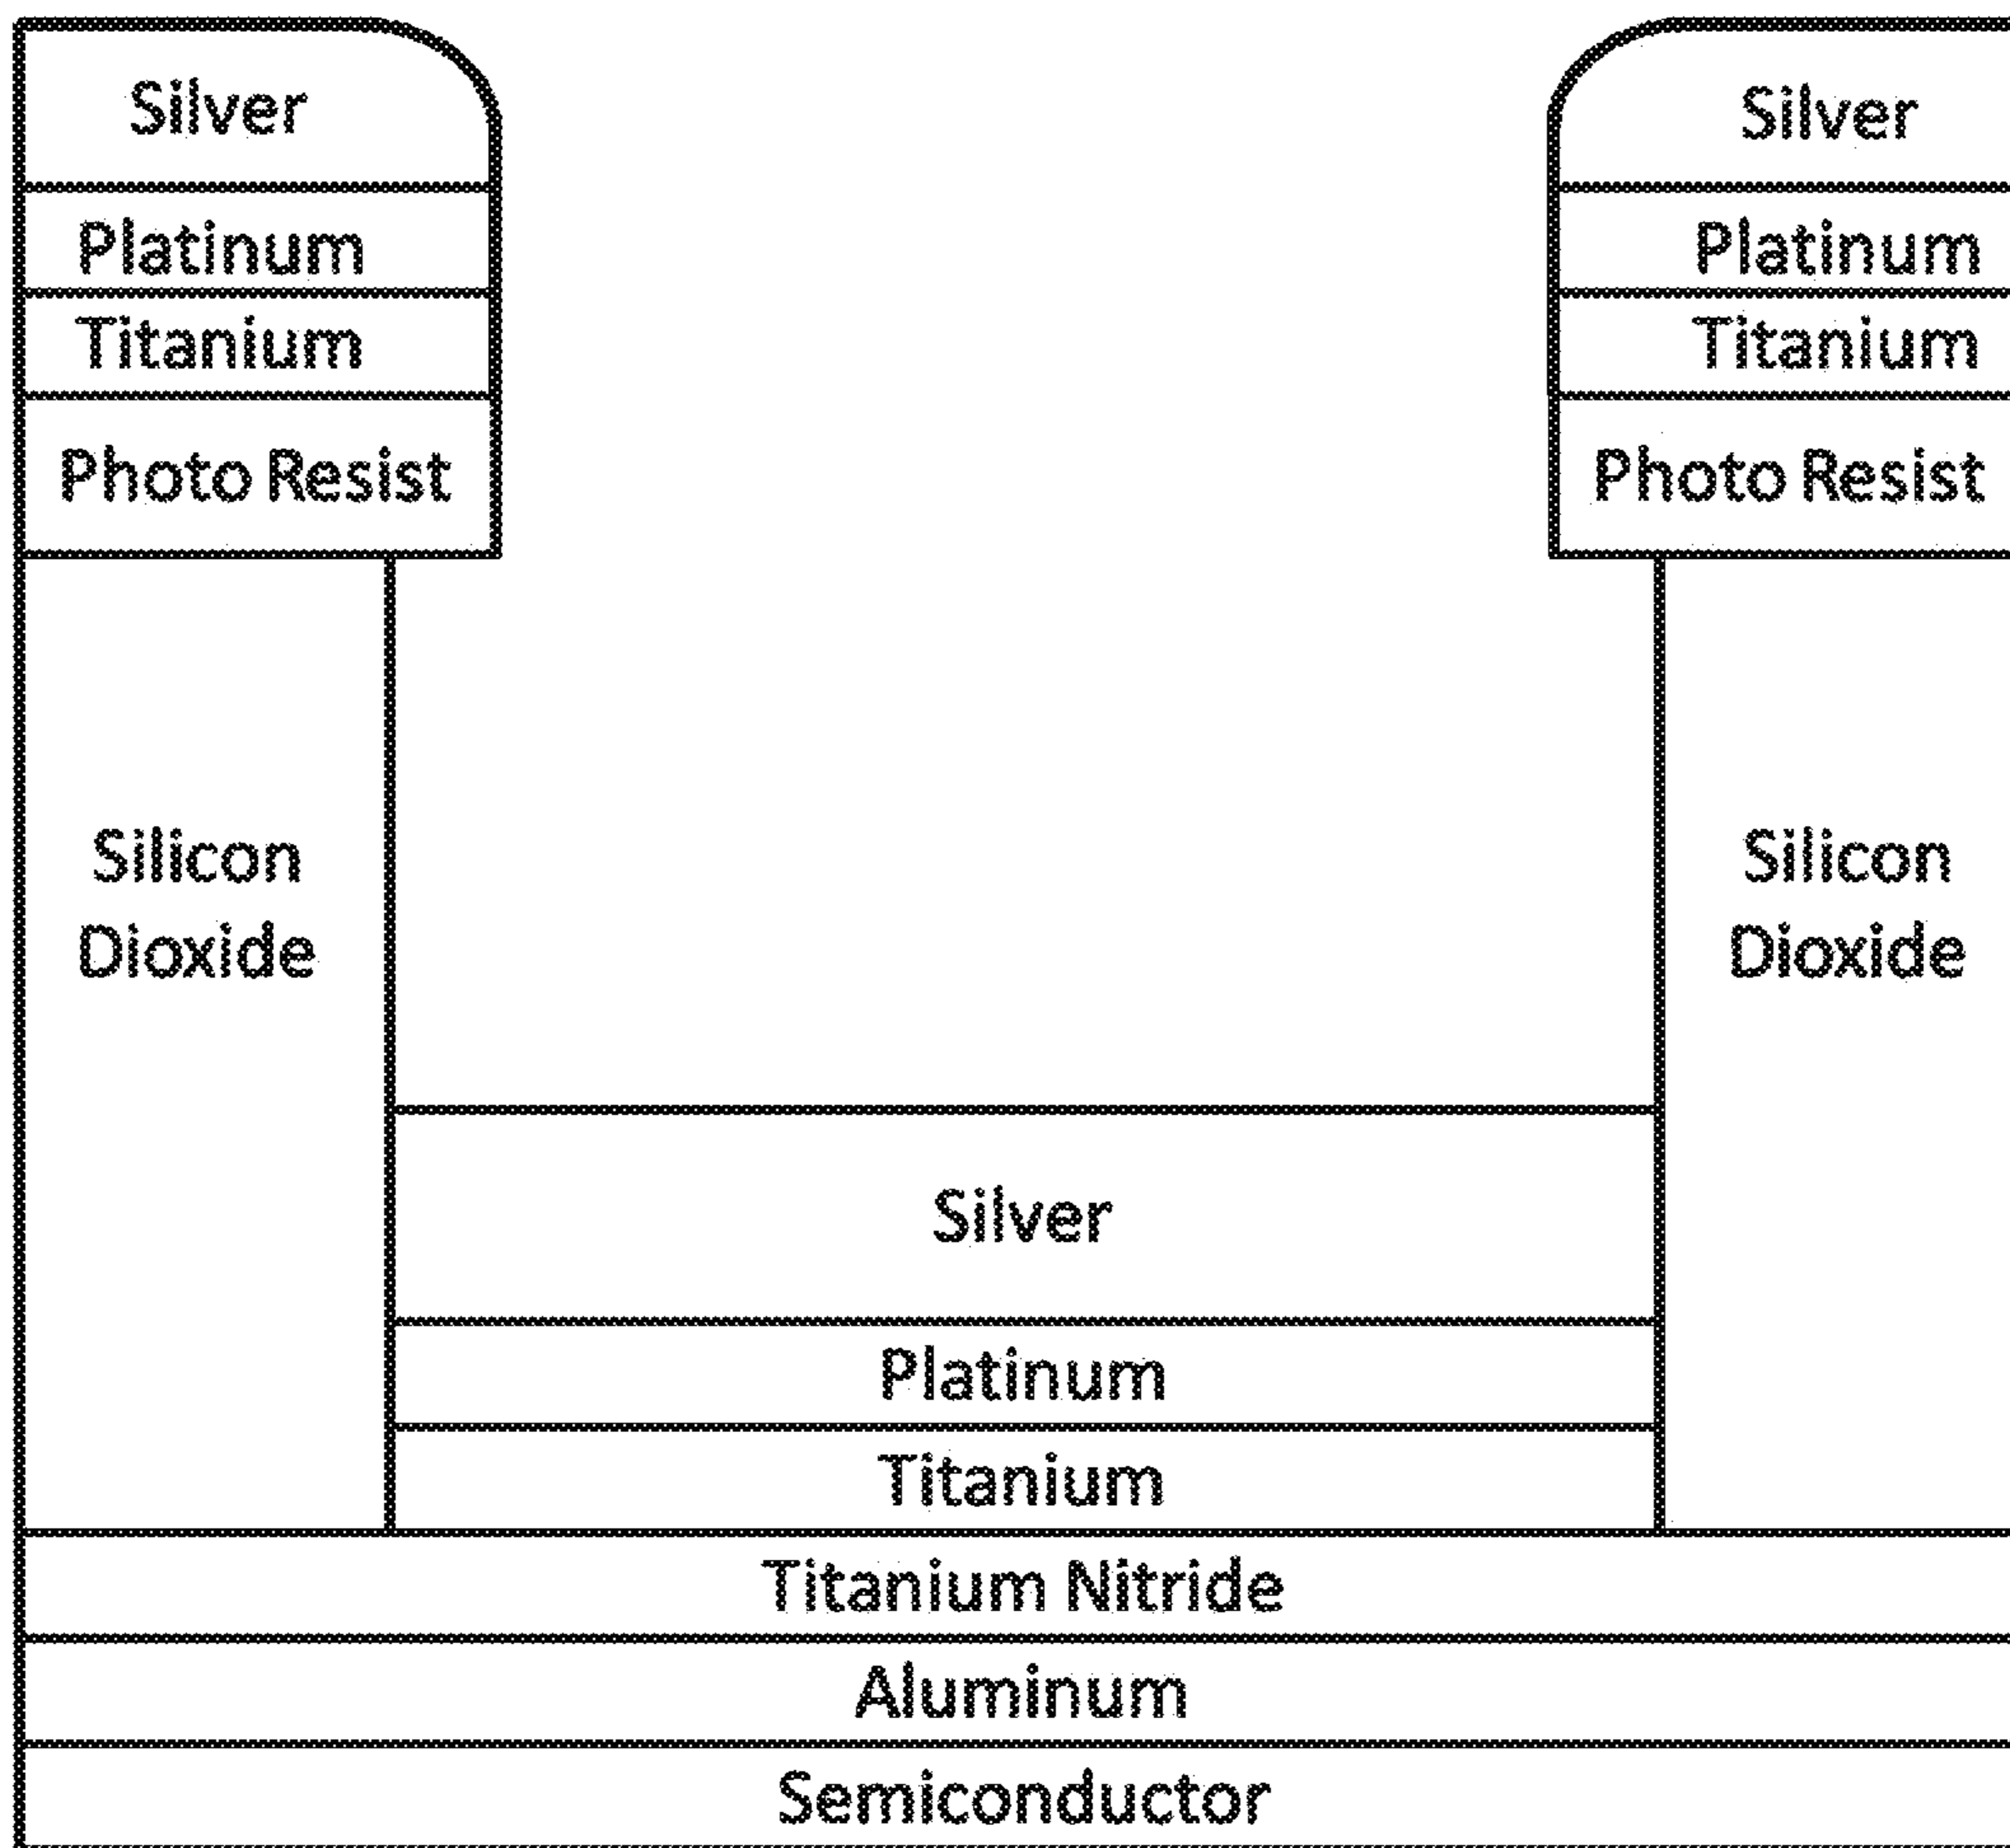 Silver
Silver
Platinum
Platinum
Titanium
Titanium
Photo Resist
Photo Resist
Silicon
Dioxide
Silicon
Dioxide
Silver
Platinum
Titanium
Titanium Nitride
Aluminum
Semiconductor